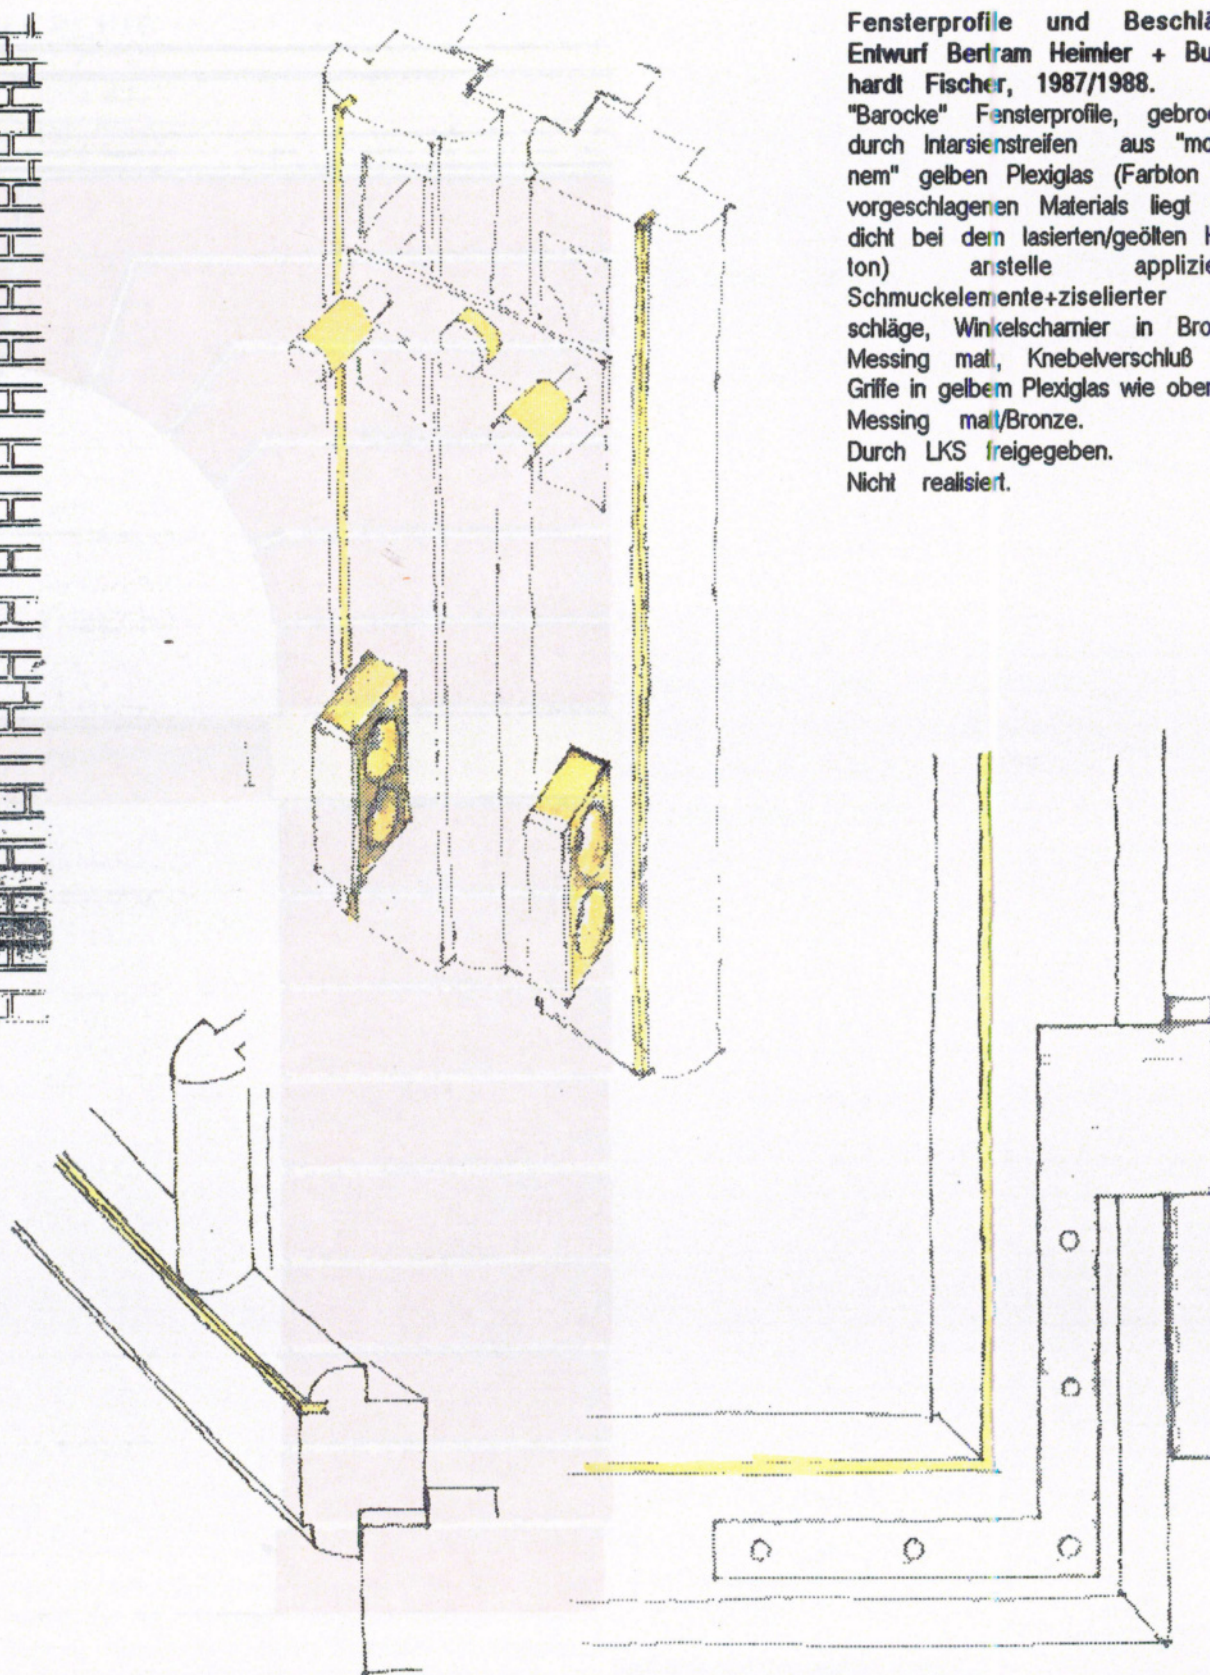 Fensterprofile und Beschlä
Entwurf Bertram Heimler + Bu
hardt Fischer, 1987/1988.
"Barocke" Fensterprofile, gebroc
durch Intarsienstreifen aus "mo
nem" gelben Plexiglas (Farbton
vorgeschlagenen Materials liegt
dicht bei dem lasierten/geölten H
ton) anstelle applizie
Schmuckelemente+ziselierter
schläge, Winkelscharnier in Bro
Messing matt, Knebelverschluß
Griffe in gelbem Plexiglas wie ober
Messing matt/Bronze.
Durch LKS freigegeben.
Nicht realisiert.